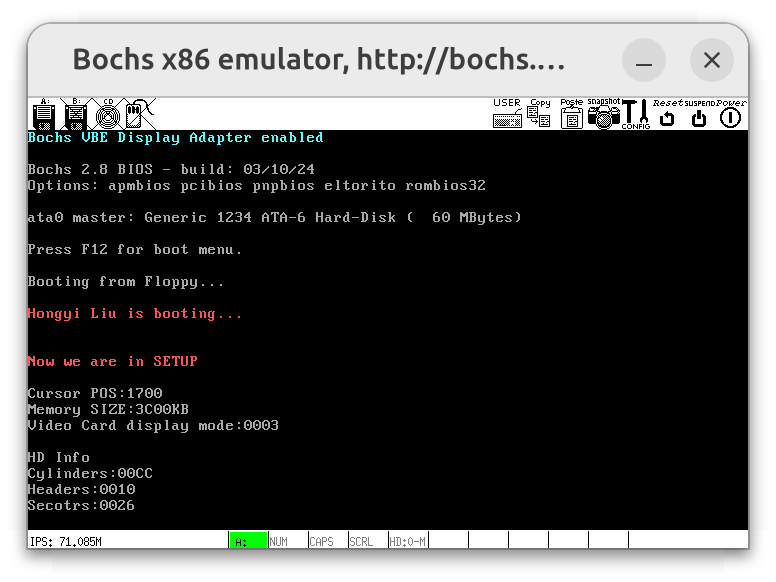 Bochs x86 emulator, http://bochs.…
A: B: CD USER Copy Paste snapshot CONFIG Reset SUSPEND Power
Bochs VBE Display Adapter enabled
Bochs 2.8 BIOS - build: 03/10/24
Options: apmbios pcibios pnpbios eltorito rombios32
ata0 master: Generic 1234 ATA-6 Hard-Disk (  60 MBytes)
Press F12 for boot menu.
Booting from Floppy...
Hongyi Liu is booting...
Now we are in SETUP
Cursor POS:1700
Memory SIZE:3C00KB
Video Card display mode:0003
HD Info
Cylinders:00CC
Headers:0010
Secotrs:0026
IPS: 71.085M A: NUM CAPS SCRL HD:0-M